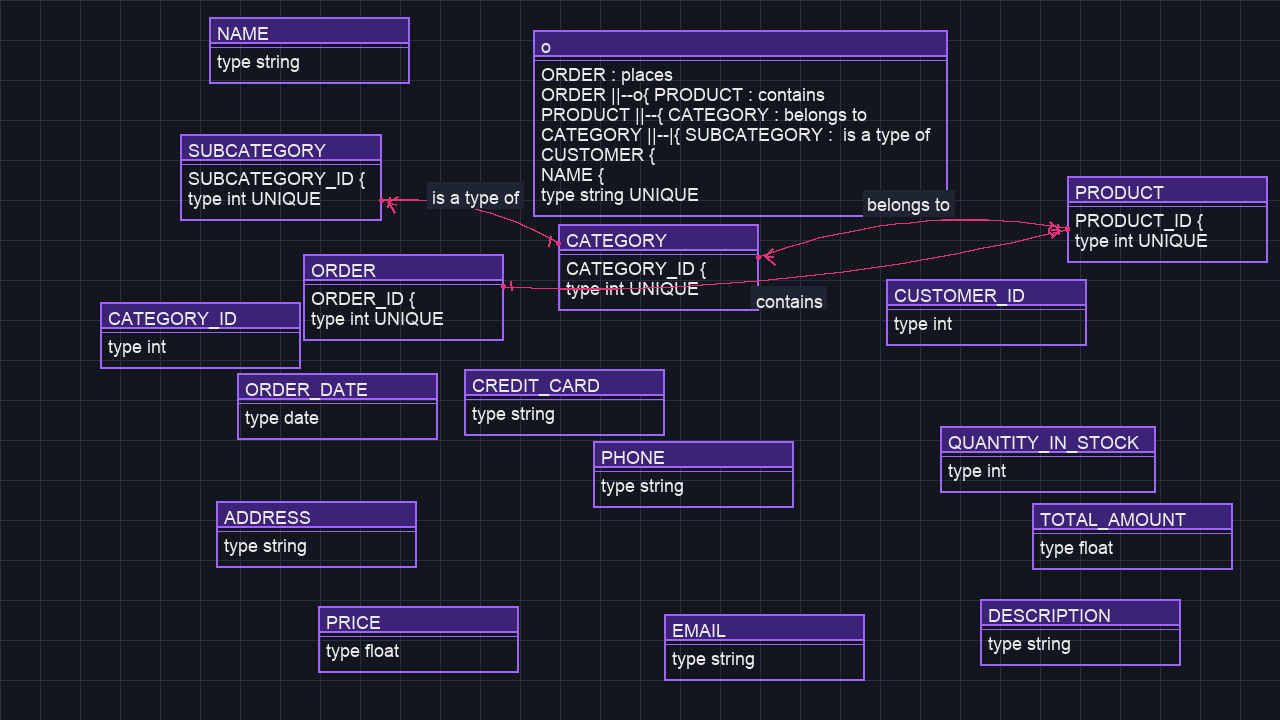 NAME
type string
o
ORDER : places
ORDER ||--o{ PRODUCT : contains
PRODUCT ||--{ CATEGORY : belongs to
CATEGORY ||--|{ SUBCATEGORY :  is a type of
CUSTOMER {
NAME {
type string UNIQUE
SUBCATEGORY
SUBCATEGORY_ID {
type int UNIQUE
is a type of
belongs to
PRODUCT
PRODUCT_ID {
type int UNIQUE
CATEGORY
CATEGORY_ID {
type int UNIQUE
ORDER
ORDER_ID {
type int UNIQUE
contains
CUSTOMER_ID
type int
CATEGORY_ID
type int
ORDER_DATE
type date
CREDIT_CARD
type string
PHONE
type string
QUANTITY_IN_STOCK
type int
ADDRESS
type string
TOTAL_AMOUNT
type float
PRICE
type float
EMAIL
type string
DESCRIPTION
type string